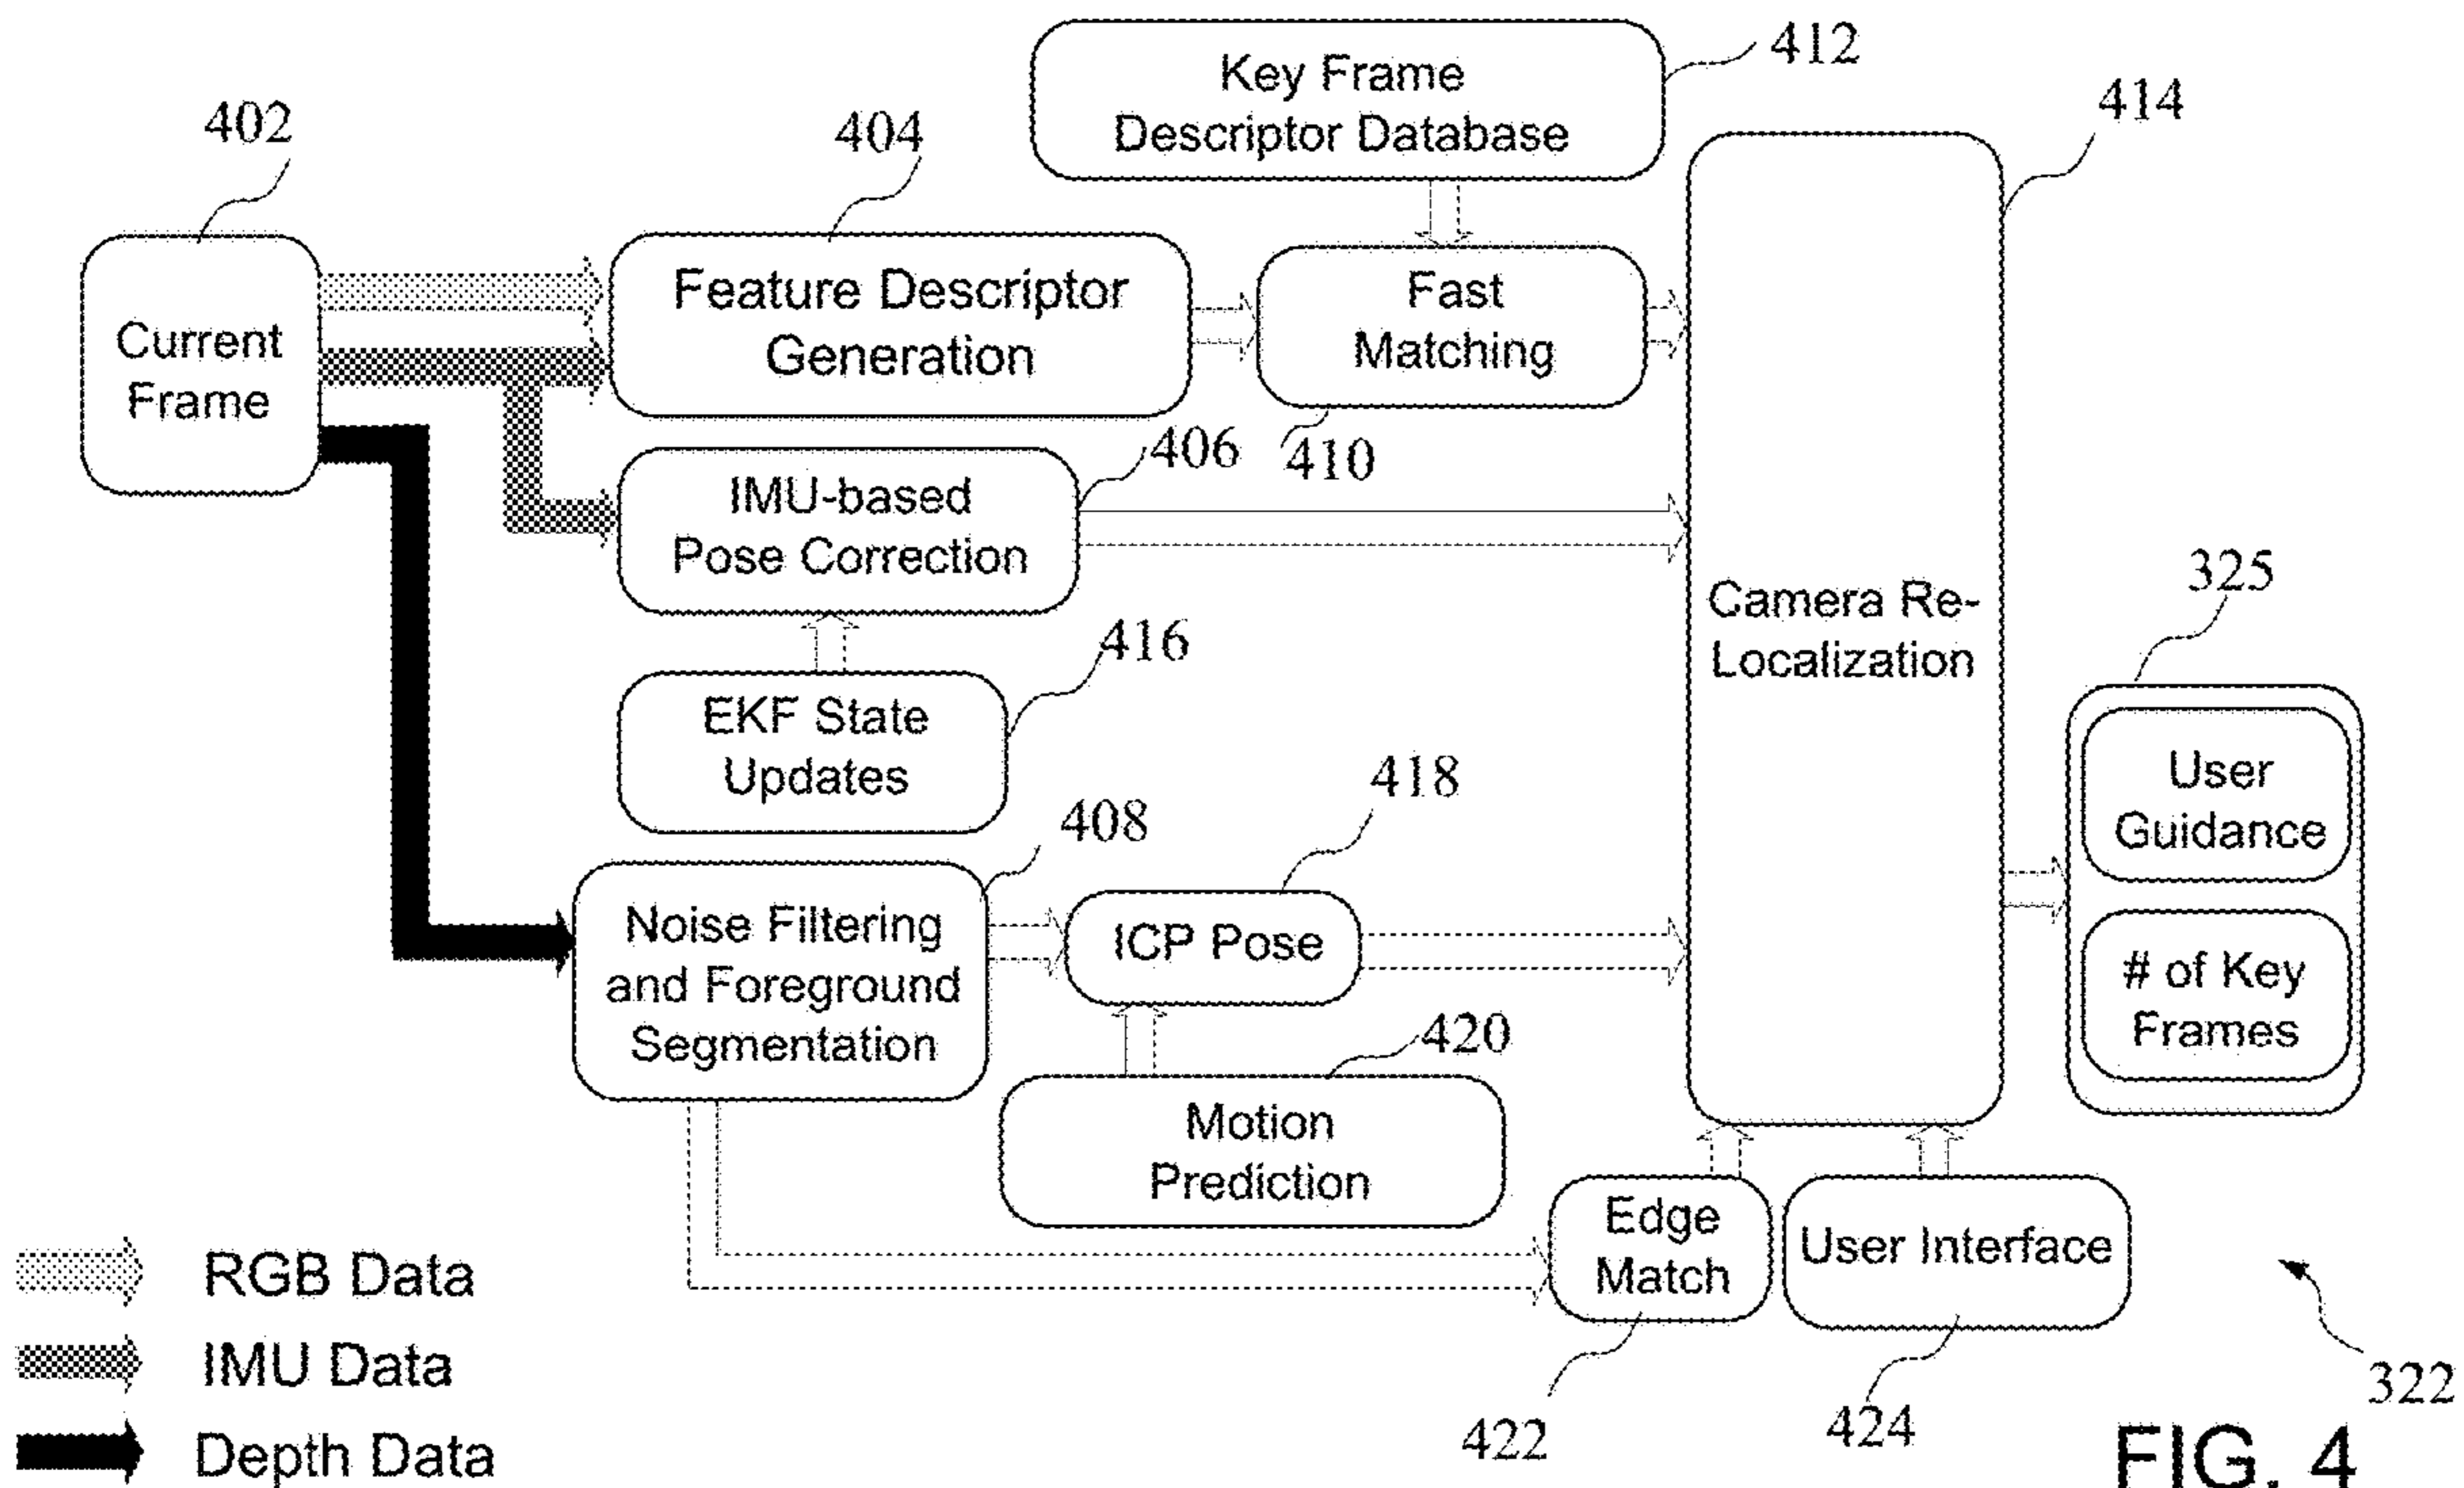 Key Frame
Descriptor Database
412
414
402
404
Current
Frame
Feature Descriptor
Generation
Fast
Matching
410
406
IMU-based
Pose Correction
416
EKF State
Updates
Camera Re-
Localization
325
User
Guidance
# of Key
Frames
408
418
Noise Filtering
and Foreground
Segmentation
ICP Pose
420
Motion
Prediction
Edge
Match
User Interface
422
424
322
RGB Data
IMU Data
Depth Data
FIG. 4